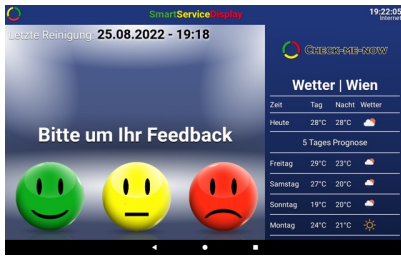 SmartServiceDisplay
19:22:05
Internet
Letzte Reinigung: 25.08.2022 - 19:18
Bitte um Ihr Feedback
CHECK-ME-NOW
Wetter | Wien
Zeit Tag Nacht Wetter
Heute 28°C 28°C
5 Tages Prognose
Freitag 29°C 23°C
Samstag 27°C 20°C
Sonntag 19°C 20°C
Montag 24°C 21°C